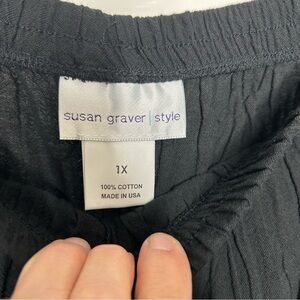 susan graver | style
1X
100% COTTON
MADE IN USA